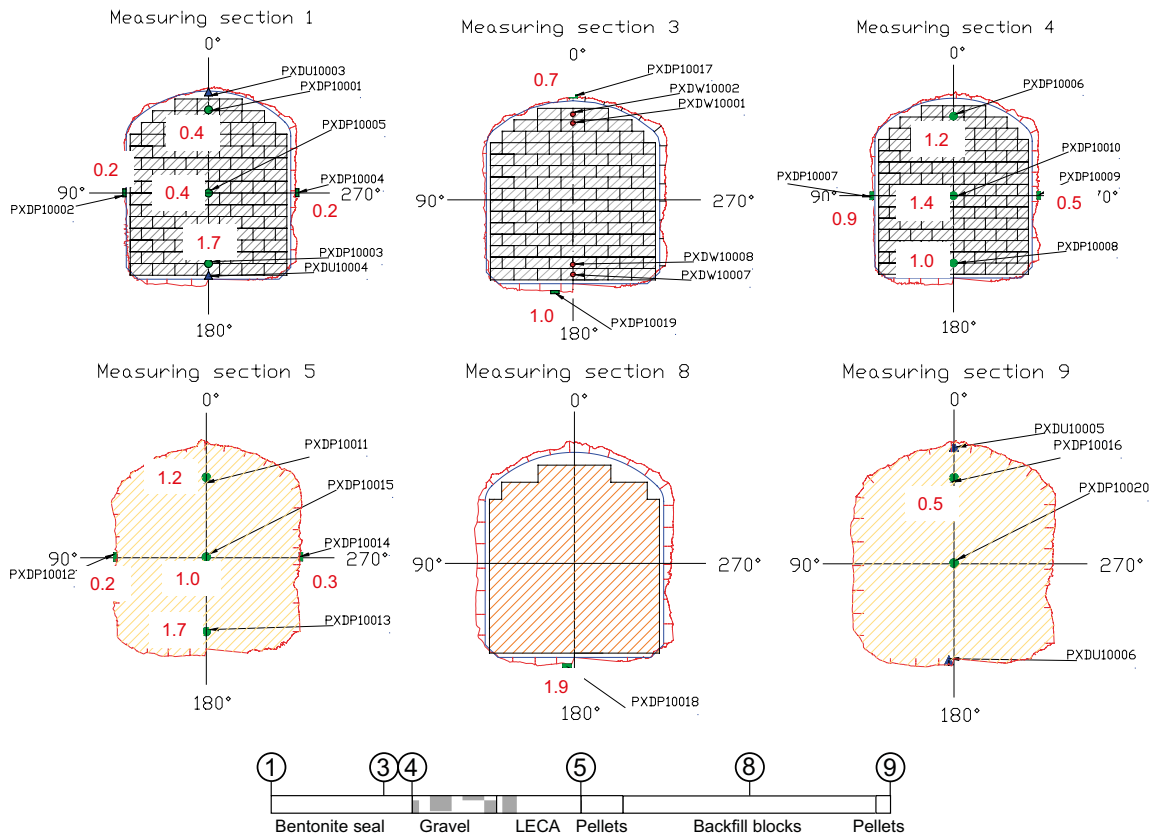 Measuring section 1
0°
PXDU10003
PXDP10001
0.4
PXDP10005
0.2
0.4
PXDP10004
90°
270°
PXDP10002
0.2
1.7
PXDP10003
PXDU10004
180°
Measuring section 3
0°
0.7
PXDP10017
PXDW10002
PXDW10001
90°
270°
PXDW10008
PXDW10007
1.0
PXDP10019
180°
Measuring section 4
0°
PXDP10006
1.2
PXDP10010
PXDP10007
PXDP10009
90°
1.4
0.5
0°
0.9
PXDP10008
1.0
180°
Measuring section 5
0°
PXDP10011
1.2
PXDP10015
PXDP10014
90°
270°
PXDP10012
0.2
1.0
0.3
PXDP10013
1.7
180°
Measuring section 8
0°
90°
270°
1.9
PXDP10018
180°
Measuring section 9
0°
PXDU10005
PXDP10016
PXDP10020
0.5
90°
270°
PXDU10006
180°
1 3 4 5 8 9
Bentonite seal Gravel LECA Pellets Backfill blocks Pellets